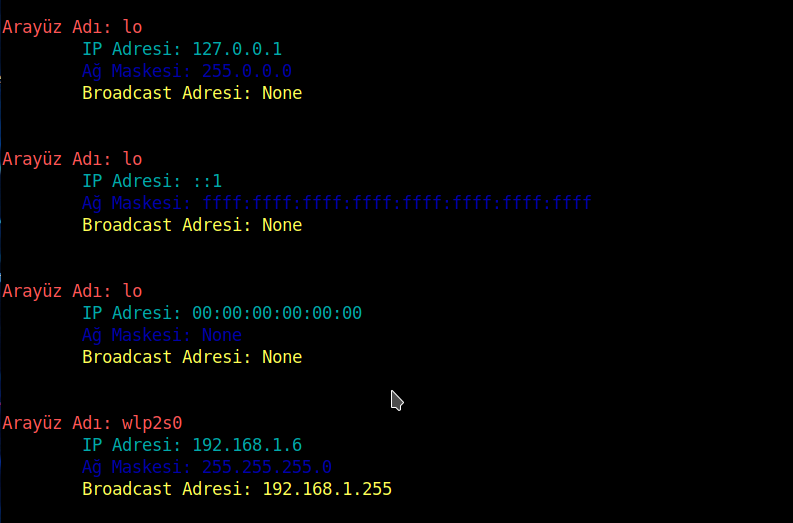 Arayüz Adı: lo
IP Adresi: 127.0.0.1
Ağ Maskesi: 255.0.0.0
Broadcast Adresi: None
Arayüz Adı: lo
IP Adresi: ::1
Ağ Maskesi: ffff:ffff:ffff:ffff:ffff:ffff:ffff:ffff
Broadcast Adresi: None
Arayüz Adı: lo
IP Adresi: 00:00:00:00:00:00
Ağ Maskesi: None
Broadcast Adresi: None
Arayüz Adı: wlp2s0
IP Adresi: 192.168.1.6
Ağ Maskesi: 255.255.255.0
Broadcast Adresi: 192.168.1.255